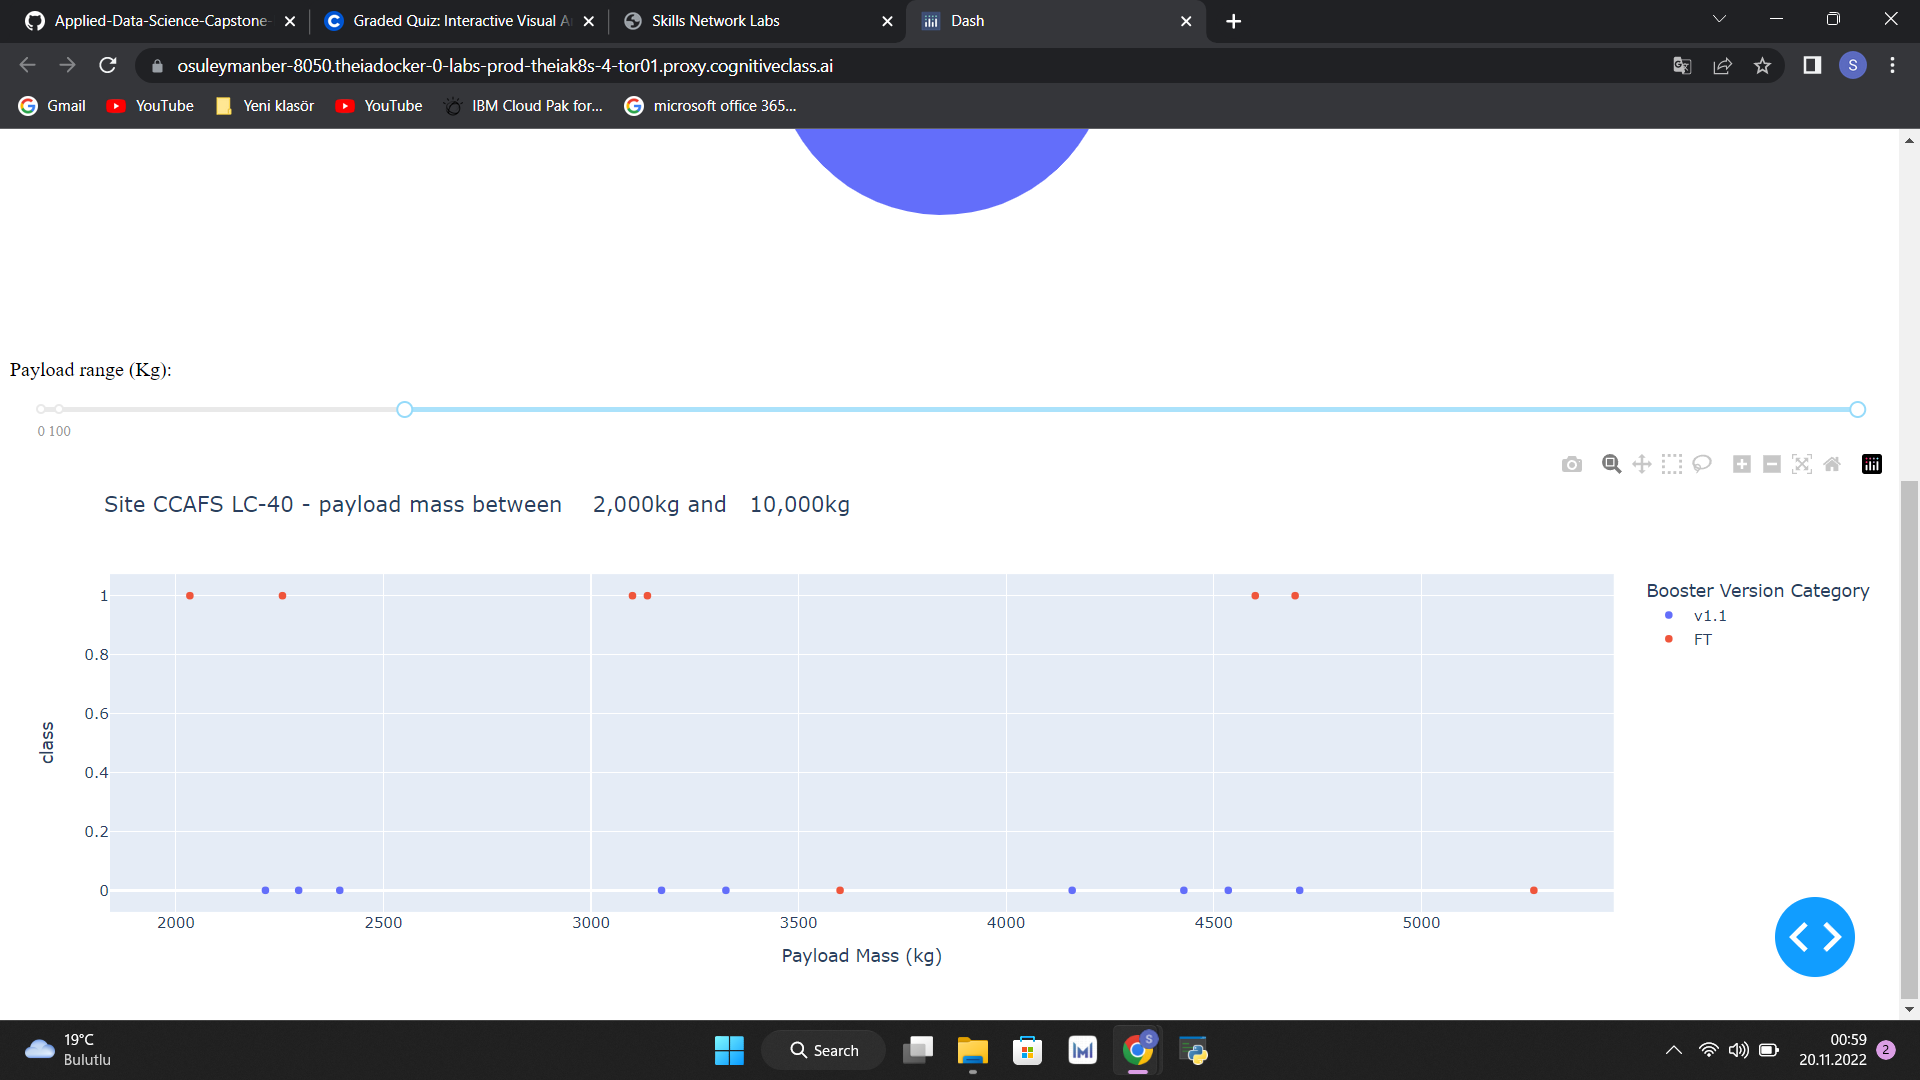 Applied-Data-Science-Capstone-
Graded Quiz: Interactive Visual A
Skills Network Labs
Dash
osuleymanber-8050.theiadocker-0-labs-prod-theiak8s-4-tor01.proxy.cognitiveclass.ai
S
Gmail
YouTube
Yeni klasör
YouTube
IBM Cloud Pak for...
microsoft office 365...
Payload range (Kg):
0 100
Site CCAFS LC-40 - payload mass between 2,000kg and 10,000kg
Booster Version Category
v1.1
FT
class
1
0.8
0.6
0.4
0.2
0
2000 2500 3000 3500 4000 4500 5000
Payload Mass (kg)
19°C
Bulutlu
Search
S
00:59
20.11.2022
2